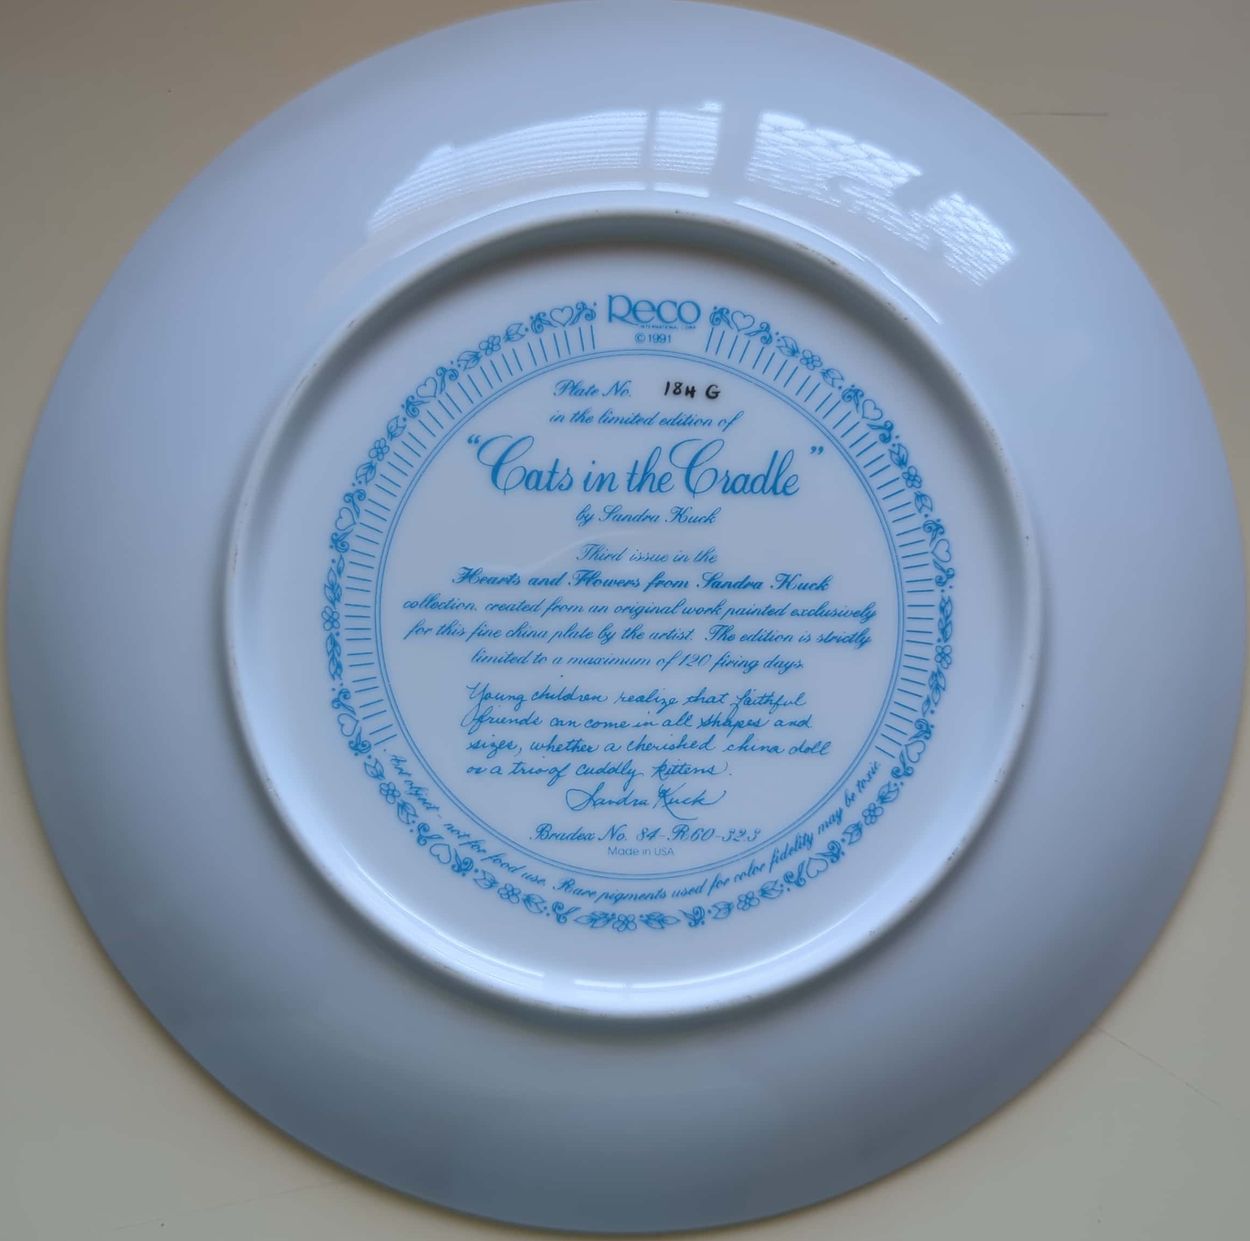 Reco
INTERNATIONAL CORP.
© 1991
Plate No. 18H G
in the limited edition of
“Cats in the Cradle”
by Sandra Kuck
Third issue in the
Hearts and Flowers from Sandra Kuck
collection, created from an original work painted exclusively
for this fine china plate by the artist. The edition is strictly
limited to a maximum of 120 firing days.
Young children realize that faithful
friends can come in all shapes and
sizes, whether a cherished china doll
or a trio of cuddly kittens.
Sandra Kuck
Bradex No. 84-R60-32.3
Made in USA
Art object - not for food use. Rare pigments used for color fidelity may be toxic.